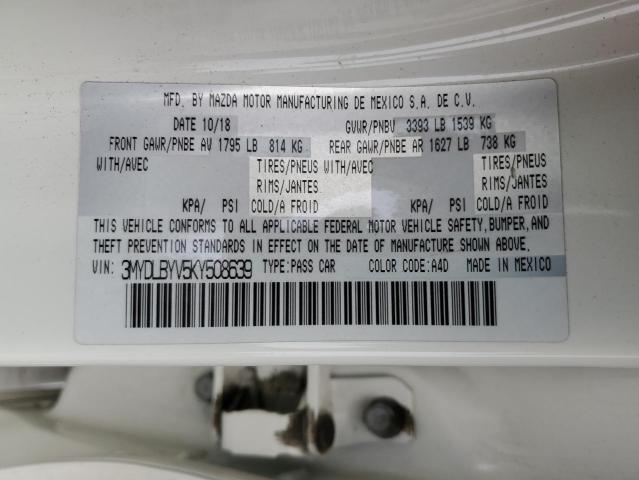 MFD. BY MAZDA MOTOR MANUFACTURING DE MEXICO S.A. DE C.V.
DATE 10/18 GVWR/PNBV 3393 LB 1539 KG
FRONT GAWR/PNBE AV 1795 LB 814 KG REAR GAWR/PNBE AR 1627 LB 738 KG
WITH/AVEC TIRES/PNEUS WITH/AVEC TIRES/PNEUS
RIMS/JANTES RIMS/JANTES
KPA/ PSI COLD/A FROID KPA/ PSI COLD/A FROID
THIS VEHICLE CONFORMS TO ALL APPLICABLE FEDERAL MOTOR VEHICLE SAFETY, BUMPER, AND
THEFT PREVENTION STANDARDS IN EFFECT ON THE DATE OF MANUFACTURE SHOWN ABOVE.
VIN: 3MYDLBYV5KY508639 TYPE: PASS CAR COLOR CODE: A4D MADE IN MEXICO